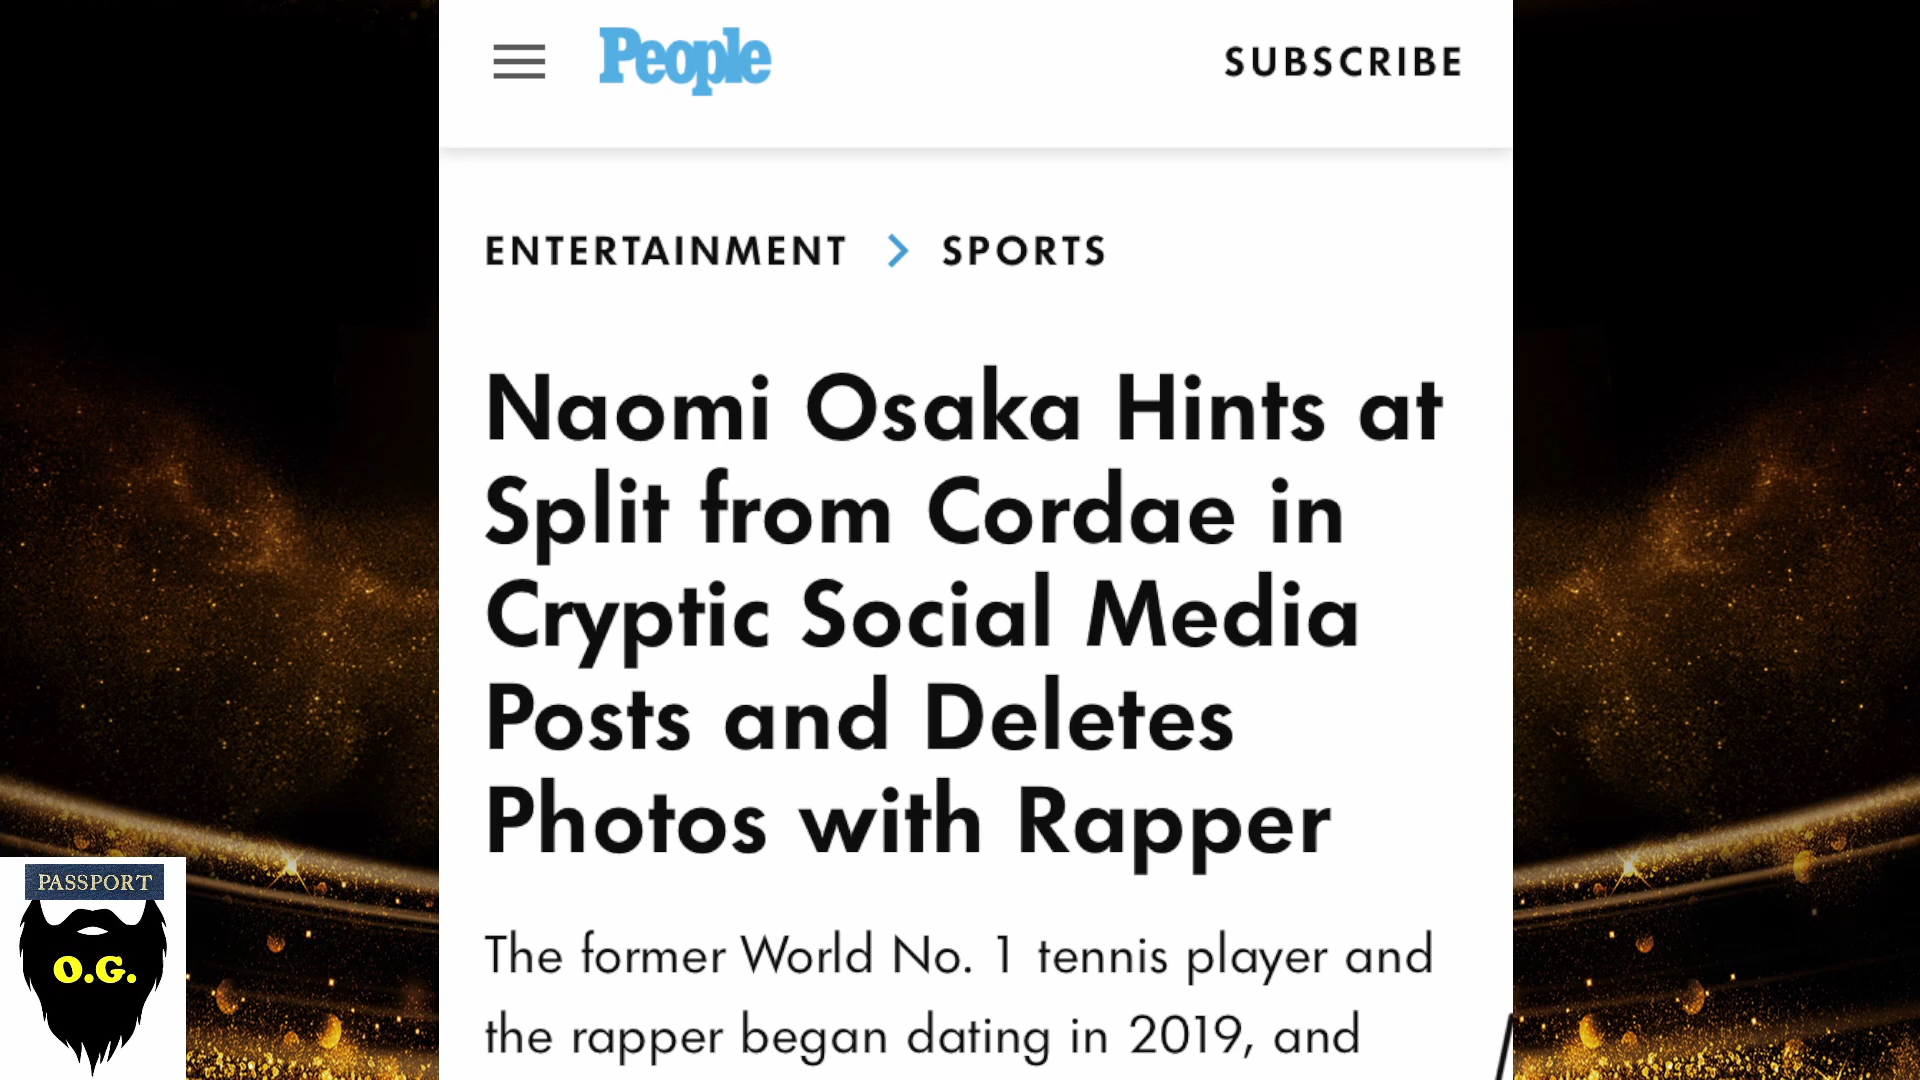 People
SUBSCRIBE
ENTERTAINMENT > SPORTS
Naomi Osaka Hints at
Split from Cordae in
Cryptic Social Media
Posts and Deletes
Photos with Rapper
The former World No. 1 tennis player and
the rapper began dating in 2019, and
PASSPORT
O.G.